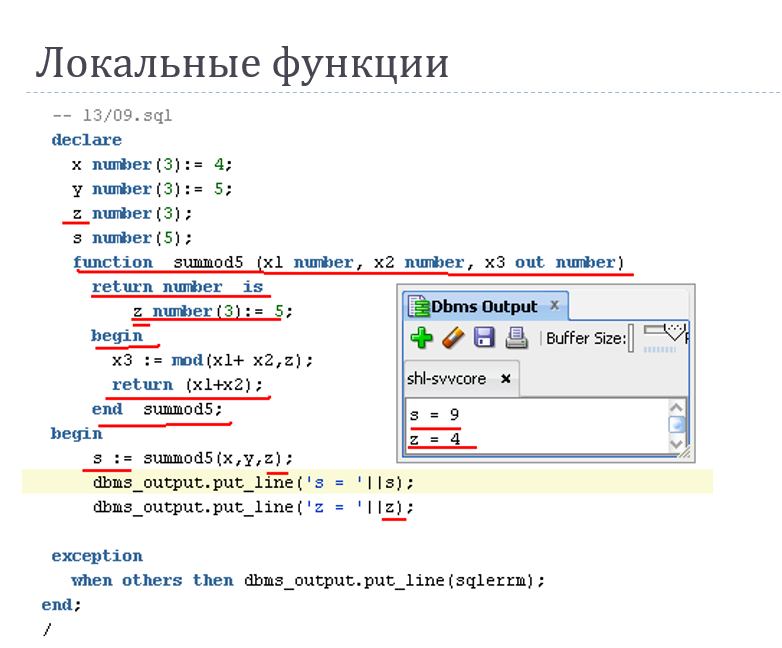 Локальные функции
-- l3/09.sql
declare
x number(3):= 4;
y number(3):= 5;
z number(3);
s number(5);
function summod5 (x1 number, x2 number, x3 out number)
return number is
z number(3):= 5;
begin
x3 := mod(x1+ x2,z);
return (x1+x2);
end summod5;
begin
s := summod5(x,y,z);
dbms_output.put_line('s = '||s);
dbms_output.put_line('z = '||z);
exception
when others then dbms_output.put_line(sqlerrm);
end;
/
Dbms Output x
Buffer Size:
shl-svvcore x
s = 9
z = 4